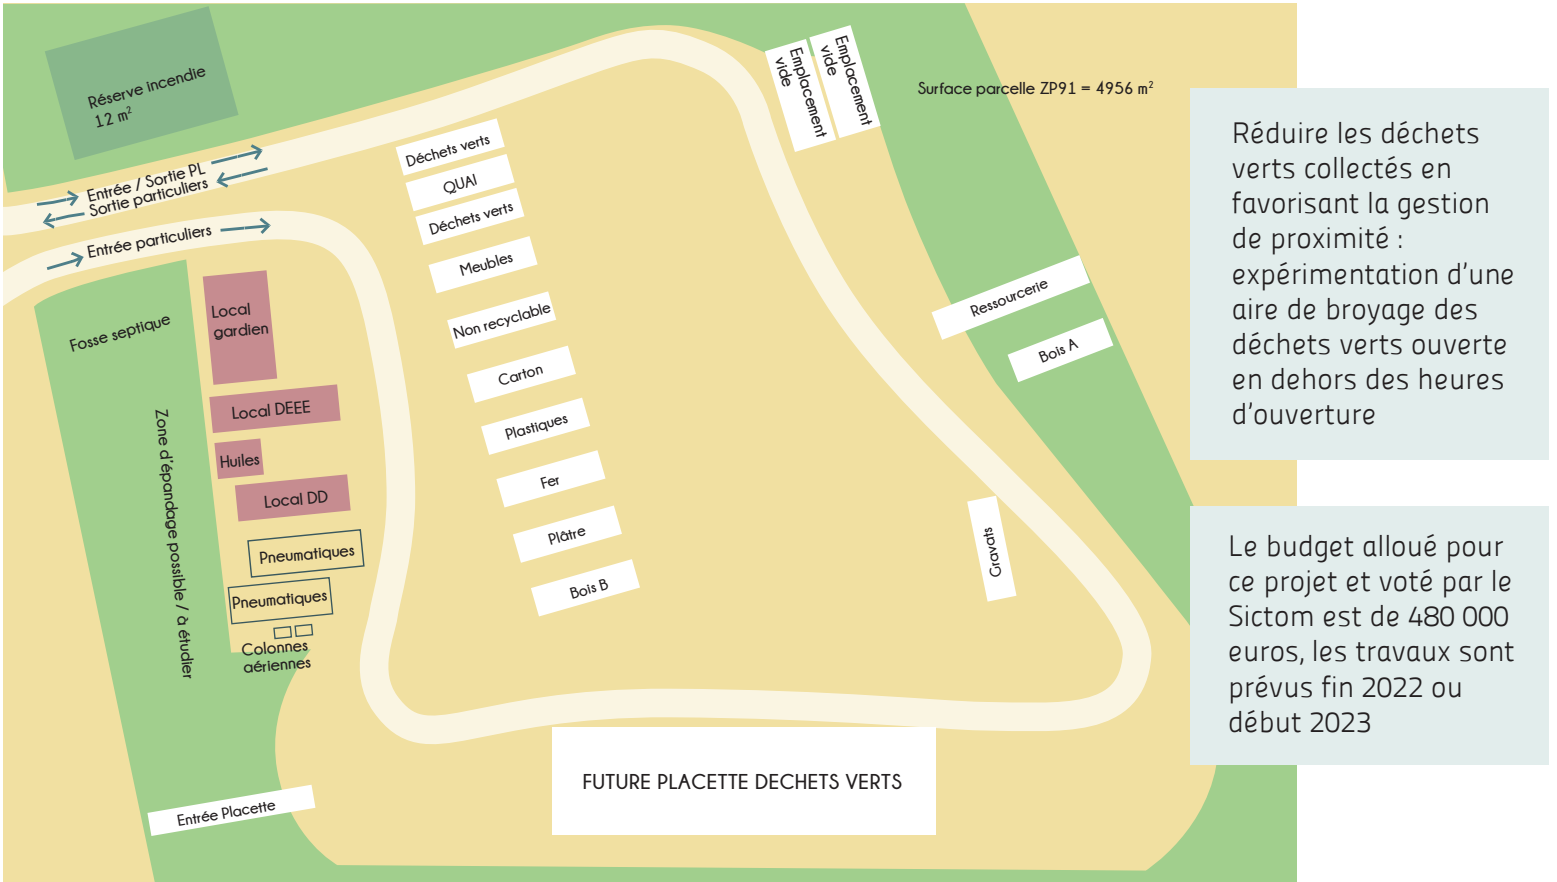 Réserve incendie
12 m²
Entrée / Sortie PL
Sortie particuliers
Entrée particuliers
Fosse septique
Zone d'épandage possible / à étudier
Local
gardien
Local DEEE
Huiles
Local DD
Pneumatiques
Pneumatiques
Colonnes
aériennes
Entrée Placette
Déchets verts
QUAI
Déchets verts
Meubles
Non recyclable
Carton
Plastiques
Fer
Plâtre
Bois B
Emplacement
vide
Emplacement
vide
Surface parcelle ZP91 = 4956 m²
Ressourcerie
Bois A
Gravats
FUTURE PLACETTE DECHETS VERTS
Réduire les déchets
verts collectés en
favorisant la gestion
de proximité :
expérimentation d'une
aire de broyage des
déchets verts ouverte
en dehors des heures
d'ouverture
Le budget alloué pour
ce projet et voté par le
Sictom est de 480 000
euros, les travaux sont
prévus fin 2022 ou
début 2023